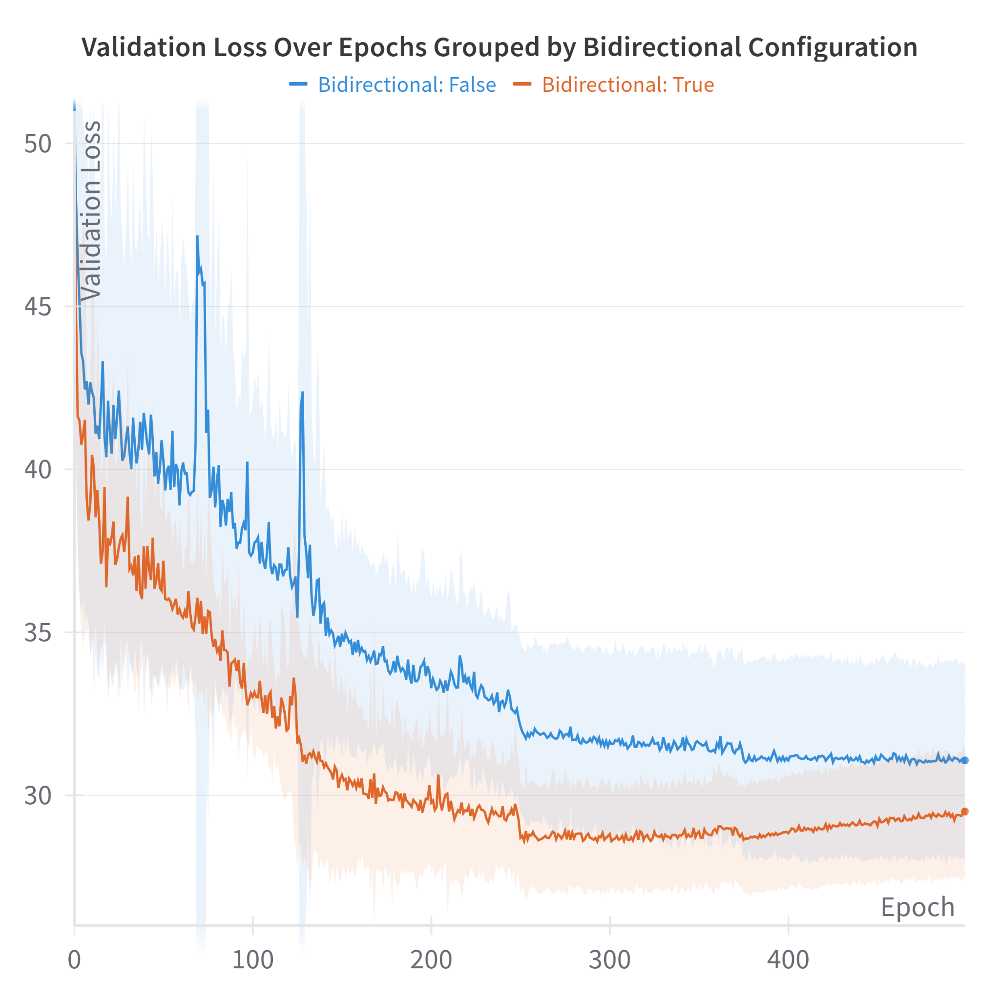 Validation Loss Over Epochs Grouped by Bidirectional Configuration
Bidirectional: False Bidirectional: True
Validation Loss
50
45
40
35
30
Epoch
0 100 200 300 400